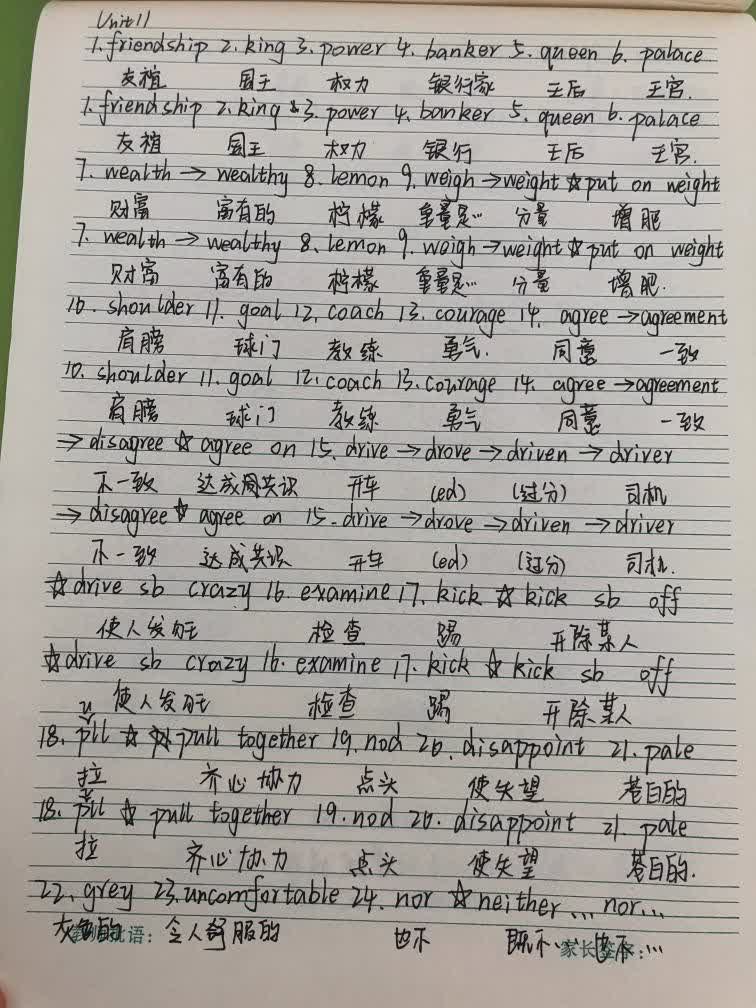 Unit11
1.friendship 2.king 3.power 4.banker 5.queen 6.palace
友谊 国王 权力 银行家 王后 王宫.
1.friendship 2.king 3.power 4.banker 5.queen 6.palace
友谊 国王 权力 银行 王后 王宫.
7.wealth→wealthy 8.lemon 9.weigh→weight☆put on weight
财富 富有的 柠檬 重量是… 分量 增肥
7.wealth→wealthy 8.lemon 9.weigh→weight☆put on weight
财富 富有的 柠檬 重量是… 分量 增肥.
10.shoulder 11.goal 12.coach 13.courage 14.agree→agreement
肩膀 球门 教练 勇气. 同意 一致
10.shoulder 11.goal 12.coach 13.courage 14.agree→agreement
肩膀 球门 教练 勇气 同意 一致
→disagree☆agree on 15.drive→drove→driven→driver
不一致 达成共识 开车 (ed) (过分) 司机
→disagree☆agree on 15.drive→drove→driven→driver
不一致 达成共识 开车 (ed) (过分) 司机.
☆drive sb crazy 16.examine 17.kick☆kick sb off
使人发旺 检查 踢 开除某人
☆drive sb crazy 16.examine 17.kick☆kick sb off
使人发旺 检查 踢 开除某人
18.pull☆pull together 19.nod 20.disappoint 21.pale
拉 齐心协力 点头 使失望 苍白的
18.pull☆pull together 19.nod 20.disappoint 21.pale
拉 齐心协力 点头 使失望 苍白的.
22.grey 23.uncomfortable 24.nor☆neither...nor...
灰色的 令人舒服的 也不 既不…也不…